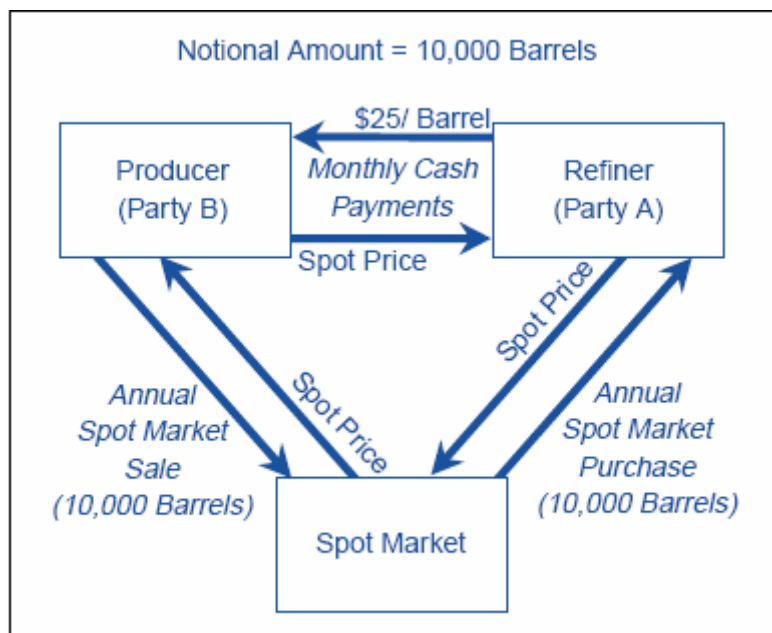 Notional Amount = 10,000 Barrels
$25/ Barrel
Producer
(Party B)
Monthly Cash
Payments
Refiner
(Party A)
Spot Price
Spot Price
Spot Price
Annual
Spot Market
Sale
(10,000 Barrels)
Annual
Spot Market
Purchase
(10,000 Barrels)
Spot Market